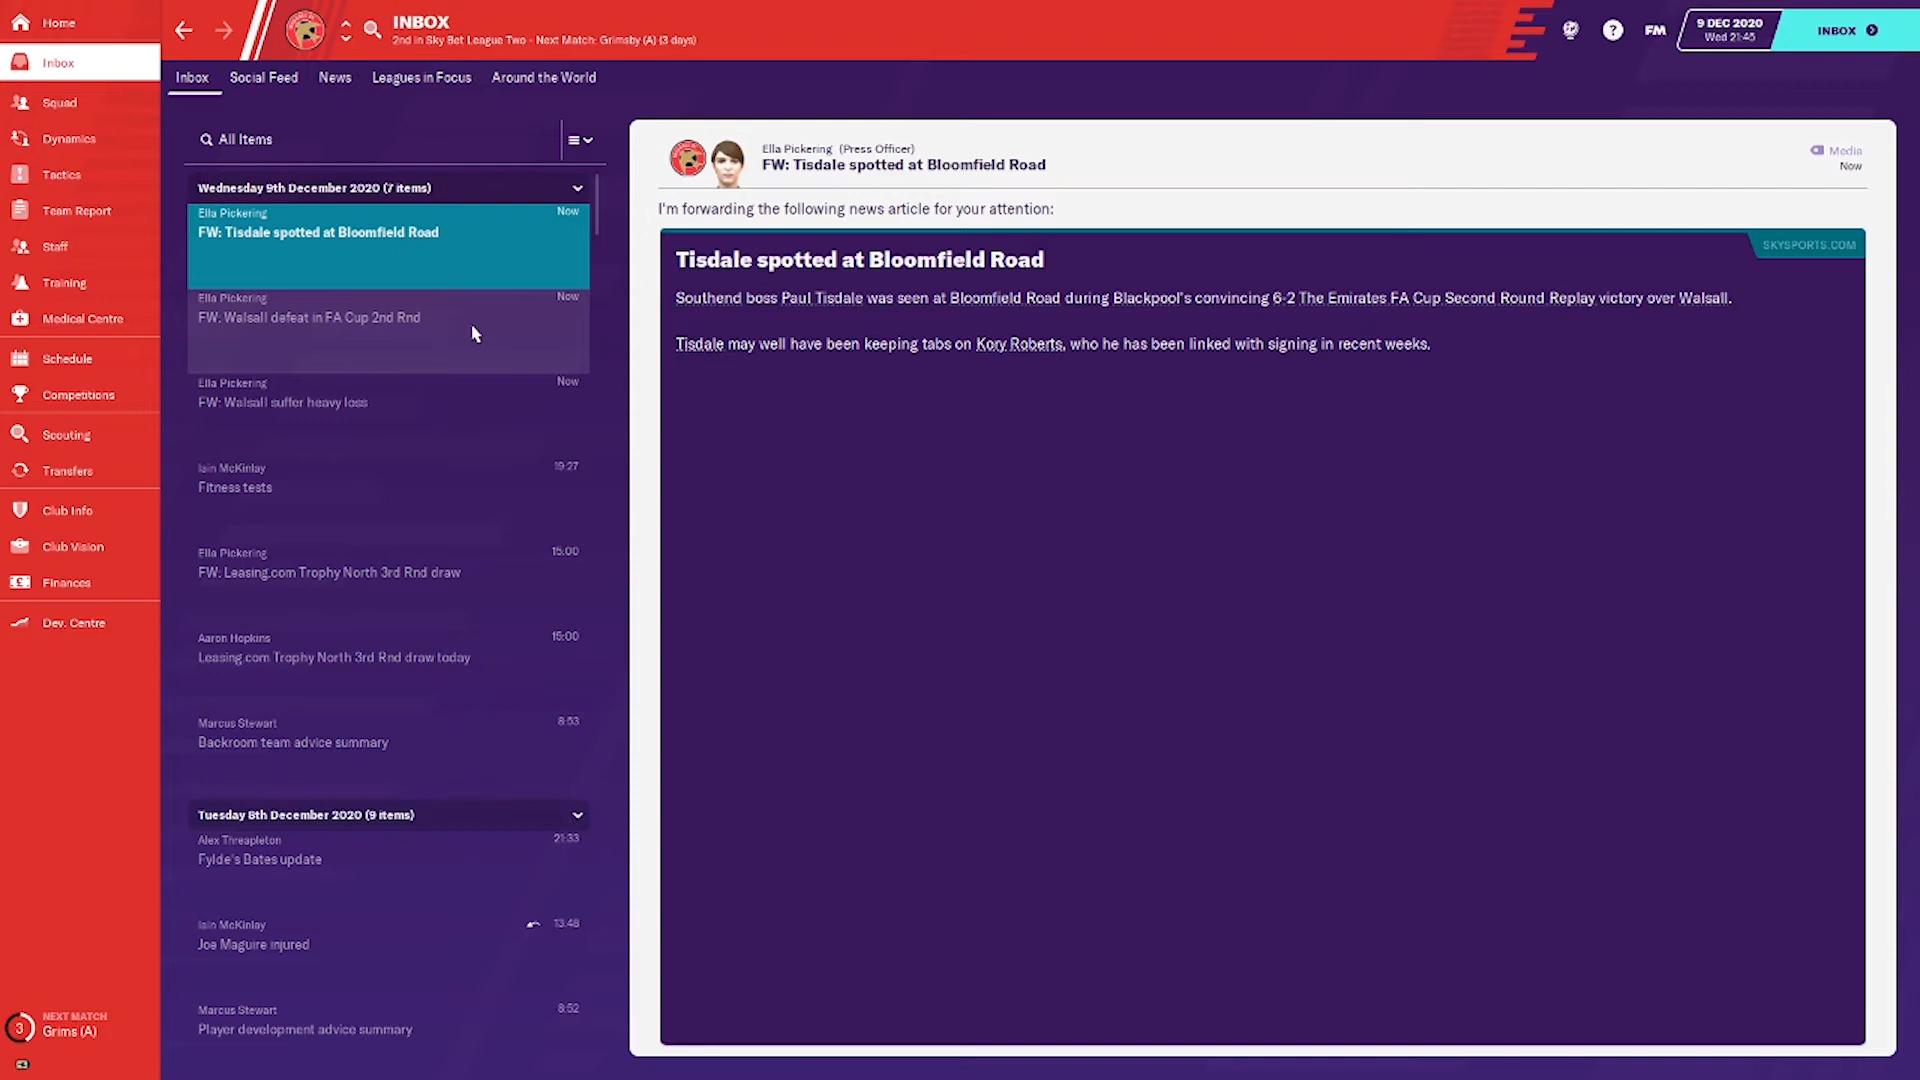 Home
Inbox
Squad
Dynamics
Tactics
Team Report
Staff
Training
Medical Centre
Schedule
Competitions
Scouting
Transfers
Club Info
Club Vision
Finances
Dev. Centre
3
NEXT MATCH
Grims (A)
INBOX
2nd in Sky Bet League Two - Next Match: Grimsby (A) (3 days)
?
FM
9 DEC 2020
Wed 21:45
INBOX
Inbox Social Feed News Leagues in Focus Around the World
All Items
Wednesday 9th December 2020 (7 items)
Ella Pickering Now
FW: Tisdale spotted at Bloomfield Road
Ella Pickering Now
FW: Walsall defeat in FA Cup 2nd Rnd
Ella Pickering Now
FW: Walsall suffer heavy loss
Iain McKinlay 19:27
Fitness tests
Ella Pickering 15:00
FW: Leasing.com Trophy North 3rd Rnd draw
Aaron Hopkins 15:00
Leasing.com Trophy North 3rd Rnd draw today
Marcus Stewart 8:53
Backroom team advice summary
Tuesday 8th December 2020 (9 items)
Alex Threapleton 21:33
Fylde's Bates update
Iain McKinlay 13:48
Joe Maguire injured
Marcus Stewart 8:52
Player development advice summary
Ella Pickering (Press Officer)
FW: Tisdale spotted at Bloomfield Road
Media
Now
I'm forwarding the following news article for your attention:
SKYSPORTS.COM
Tisdale spotted at Bloomfield Road
Southend boss Paul Tisdale was seen at Bloomfield Road during Blackpool's convincing 6-2 The Emirates FA Cup Second Round Replay victory over Walsall.
Tisdale may well have been keeping tabs on Kory Roberts, who he has been linked with signing in recent weeks.